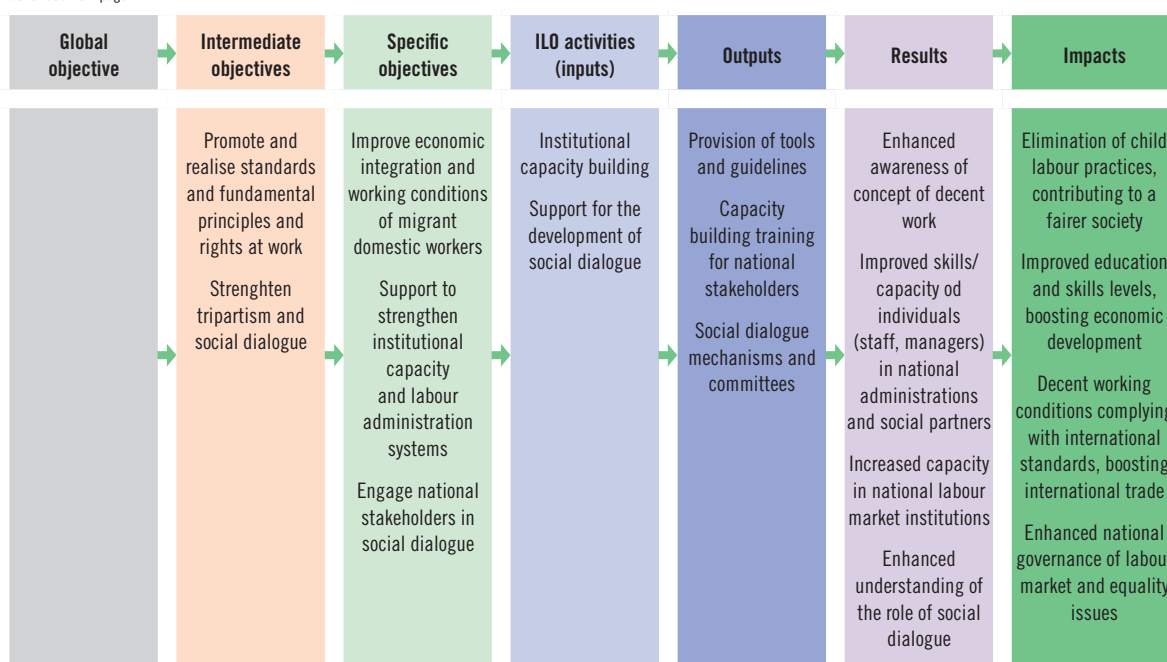 Global
objective
Intermediate
objectives
Specific
objectives
ILO activities
(inputs)
Outputs
Results
Impacts
Promote and
realise standards
and fundamental
principles and
rights at work
Strenghten
tripartism and
social dialogue
Improve economic
integration and
working conditions
of migrant
domestic workers
Support to
strengthen
institutional
capacity
and labour
administration
systems
Engage national
stakeholders in
social dialogue
Institutional
capacity building
Support for the
development of
social dialogue
Provision of tools
and guidelines
Capacity
building training
for national
stakeholders
Social dialogue
mechanisms and
committees
Enhanced
awareness of
concept of decent
work
Improved skills/
capacity od
individuals
(staff, managers)
in national
administrations
and social partners
Increased capacity
in national labour
market institutions
Enhanced
understanding of
the role of social
dialogue
Elimination of child
labour practices,
contributing to a
fairer society
Improved education
and skills levels,
boosting economic
development
Decent working
conditions complying
with international
standards, boosting
international trade
Enhanced national
governance of labour
market and equality
issues